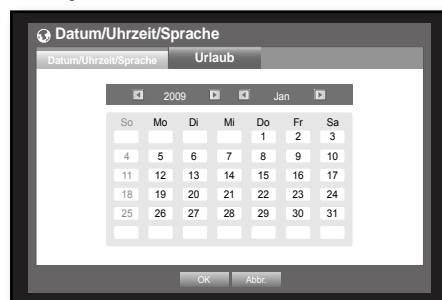 Datum/Uhrzeit/Sprache
Datum/Uhrzeit/Sprache Urlaub
2009 Jan
So Mo Di Mi Do Fr Sa
1 2 3
4 5 6 7 8 9 10
11 12 13 14 15 16 17
18 19 20 21 22 23 24
25 26 27 28 29 30 31
OK Abbr.